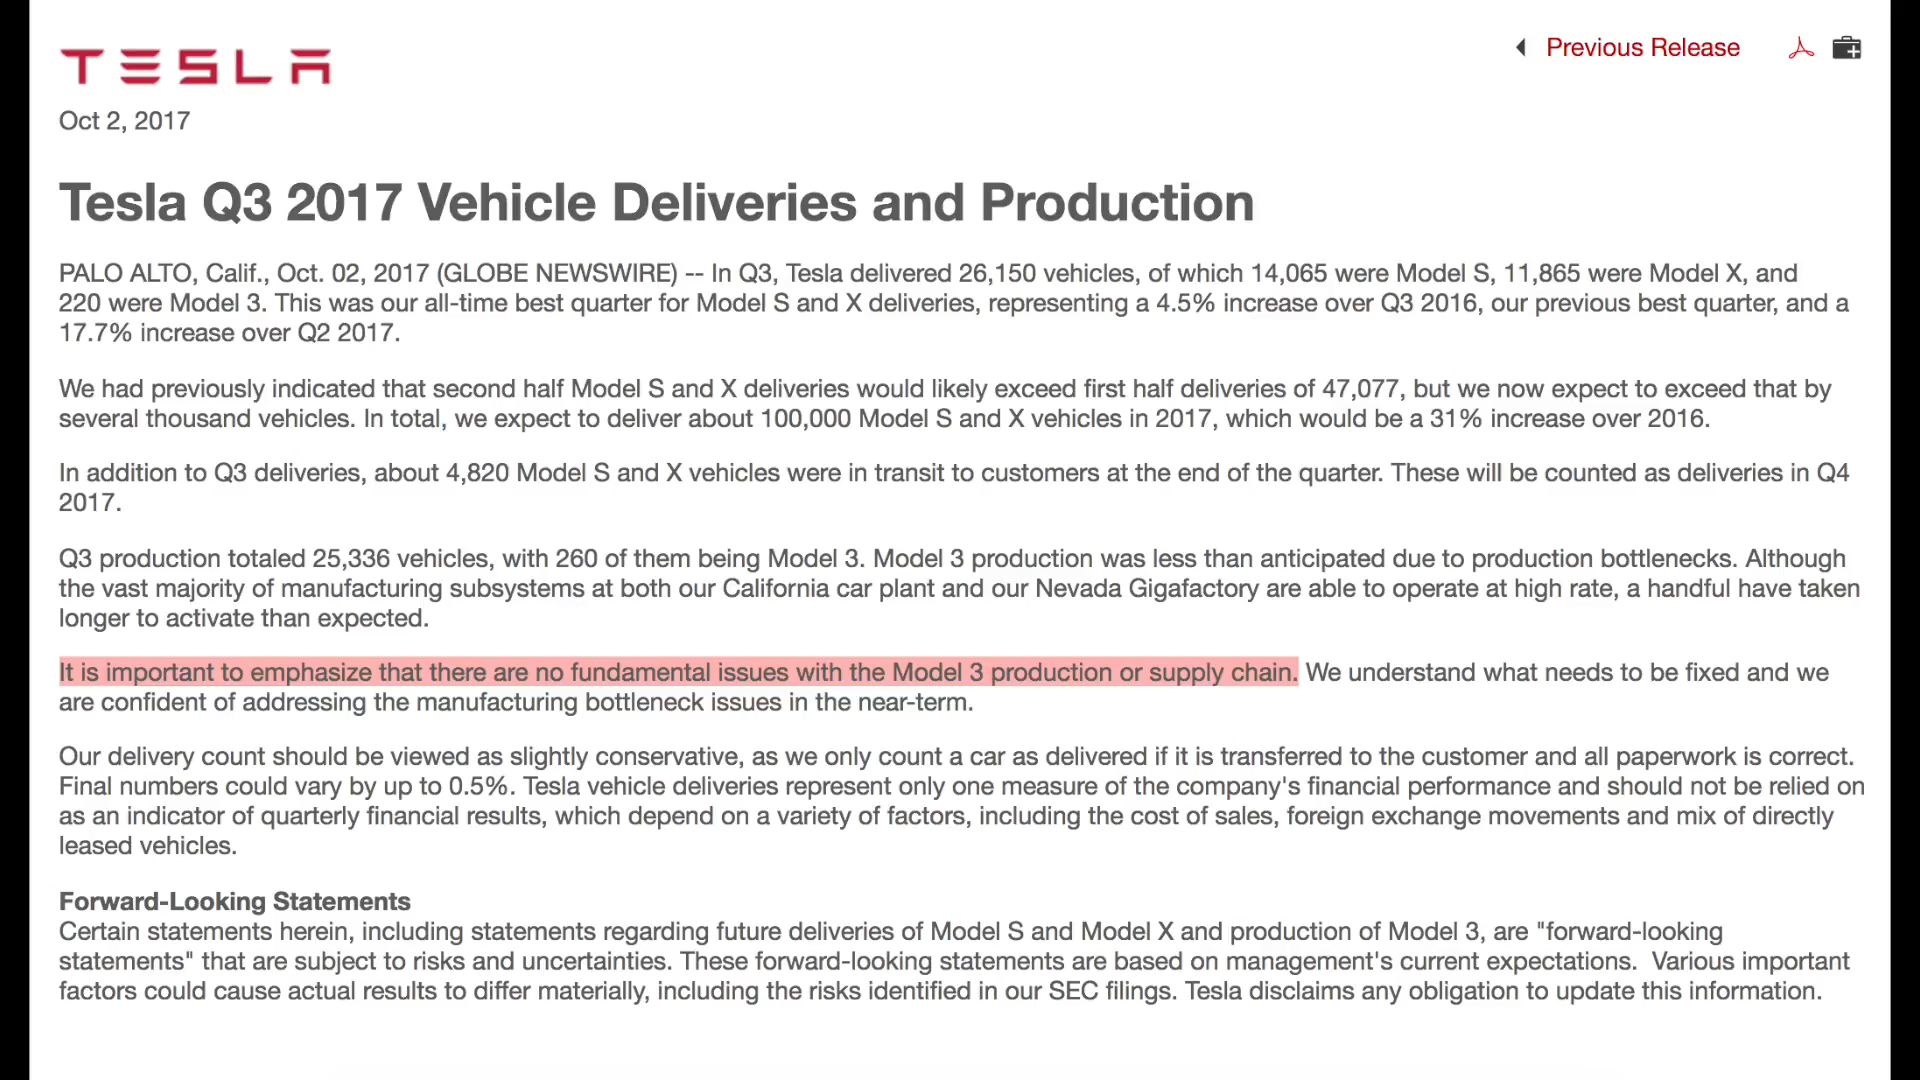 TESLA
Previous Release
Oct 2, 2017
Tesla Q3 2017 Vehicle Deliveries and Production
PALO ALTO, Calif., Oct. 02, 2017 (GLOBE NEWSWIRE) -- In Q3, Tesla delivered 26,150 vehicles, of which 14,065 were Model S, 11,865 were Model X, and
220 were Model 3. This was our all-time best quarter for Model S and X deliveries, representing a 4.5% increase over Q3 2016, our previous best quarter, and a
17.7% increase over Q2 2017.
We had previously indicated that second half Model S and X deliveries would likely exceed first half deliveries of 47,077, but we now expect to exceed that by
several thousand vehicles. In total, we expect to deliver about 100,000 Model S and X vehicles in 2017, which would be a 31% increase over 2016.
In addition to Q3 deliveries, about 4,820 Model S and X vehicles were in transit to customers at the end of the quarter. These will be counted as deliveries in Q4
2017.
Q3 production totaled 25,336 vehicles, with 260 of them being Model 3. Model 3 production was less than anticipated due to production bottlenecks. Although
the vast majority of manufacturing subsystems at both our California car plant and our Nevada Gigafactory are able to operate at high rate, a handful have taken
longer to activate than expected.
It is important to emphasize that there are no fundamental issues with the Model 3 production or supply chain. We understand what needs to be fixed and we
are confident of addressing the manufacturing bottleneck issues in the near-term.
Our delivery count should be viewed as slightly conservative, as we only count a car as delivered if it is transferred to the customer and all paperwork is correct.
Final numbers could vary by up to 0.5%. Tesla vehicle deliveries represent only one measure of the company's financial performance and should not be relied on
as an indicator of quarterly financial results, which depend on a variety of factors, including the cost of sales, foreign exchange movements and mix of directly
leased vehicles.
Forward-Looking Statements
Certain statements herein, including statements regarding future deliveries of Model S and Model X and production of Model 3, are "forward-looking
statements" that are subject to risks and uncertainties. These forward-looking statements are based on management's current expectations.  Various important
factors could cause actual results to differ materially, including the risks identified in our SEC filings. Tesla disclaims any obligation to update this information.